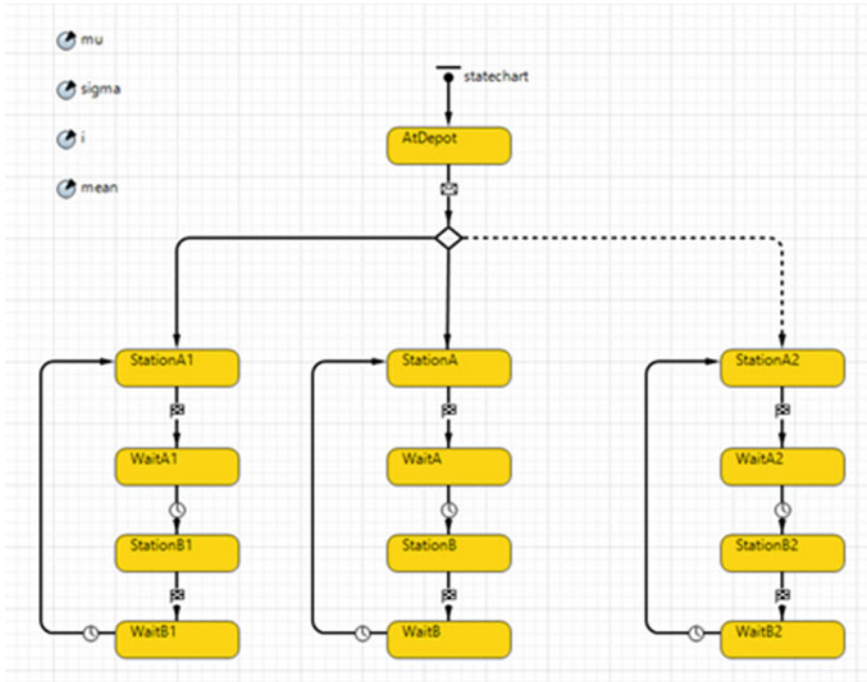 mu
statechart
sigma
AtDepot
i
mean
StationA1
StationA
StationA2
WaitA1
WaitA
WaitA2
StationB1
StationB
StationB2
WaitB1
WaitB
WaitB2